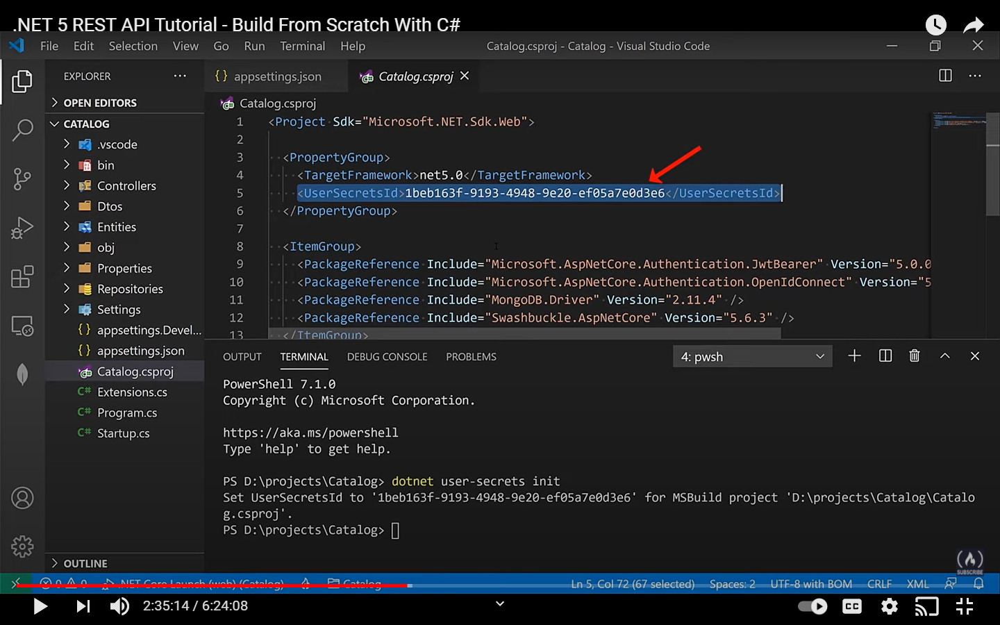 .NET 5 REST API Tutorial - Build From Scratch With C#
File Edit Selection View Go Run Terminal Help
Catalog.csproj - Catalog - Visual Studio Code
EXPLORER
OPEN EDITORS
CATALOG
.vscode
bin
Controllers
Dtos
Entities
obj
Properties
Repositories
Settings
{} appsettings.Devel...
{} appsettings.json
Catalog.csproj
C# Extensions.cs
C# Program.cs
C# Startup.cs
OUTLINE
{} appsettings.json
Catalog.csproj
Catalog.csproj
1 <Project Sdk="Microsoft.NET.Sdk.Web">
2
3 <PropertyGroup>
4 <TargetFramework>net5.0</TargetFramework>
5 <UserSecretsId>1beb163f-9193-4948-9e20-ef05a7e0d3e6</UserSecretsId>
6 </PropertyGroup>
7
8 <ItemGroup>
9 <PackageReference Include="Microsoft.AspNetCore.Authentication.JwtBearer" Version="5.0.0
10 <PackageReference Include="Microsoft.AspNetCore.Authentication.OpenIdConnect" Version="5
11 <PackageReference Include="MongoDB.Driver" Version="2.11.4" />
12 <PackageReference Include="Swashbuckle.AspNetCore" Version="5.6.3" />
13 </ItemGroup>
OUTPUT TERMINAL DEBUG CONSOLE PROBLEMS
4: pwsh
PowerShell 7.1.0
Copyright (c) Microsoft Corporation.
https://aka.ms/powershell
Type 'help' to get help.
PS D:\projects\Catalog> dotnet user-secrets init
Set UserSecretsId to '1beb163f-9193-4948-9e20-ef05a7e0d3e6' for MSBuild project 'D:\projects\Catalog\Catalo
g.csproj'.
PS D:\projects\Catalog>
SUBSCRIBE
0 0 .NET Core Launch (web) (Catalog) Catalog
Ln 5, Col 72 (67 selected) Spaces: 2 UTF-8 with BOM CRLF XML
2:35:14 / 6:24:08
CC